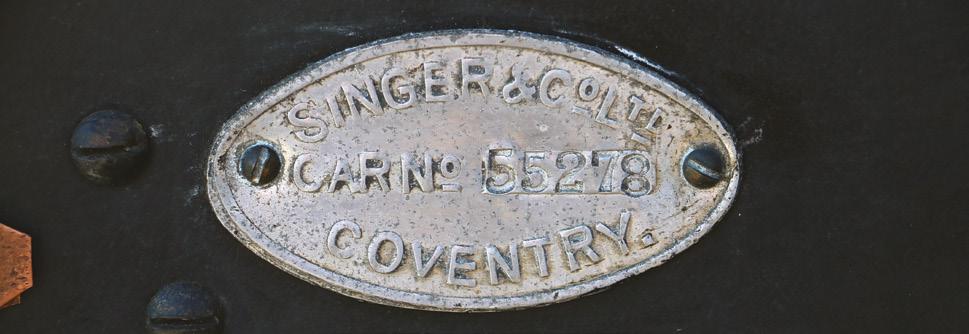 SINGER & Co LTD
CAR No 55278
COVENTRY.